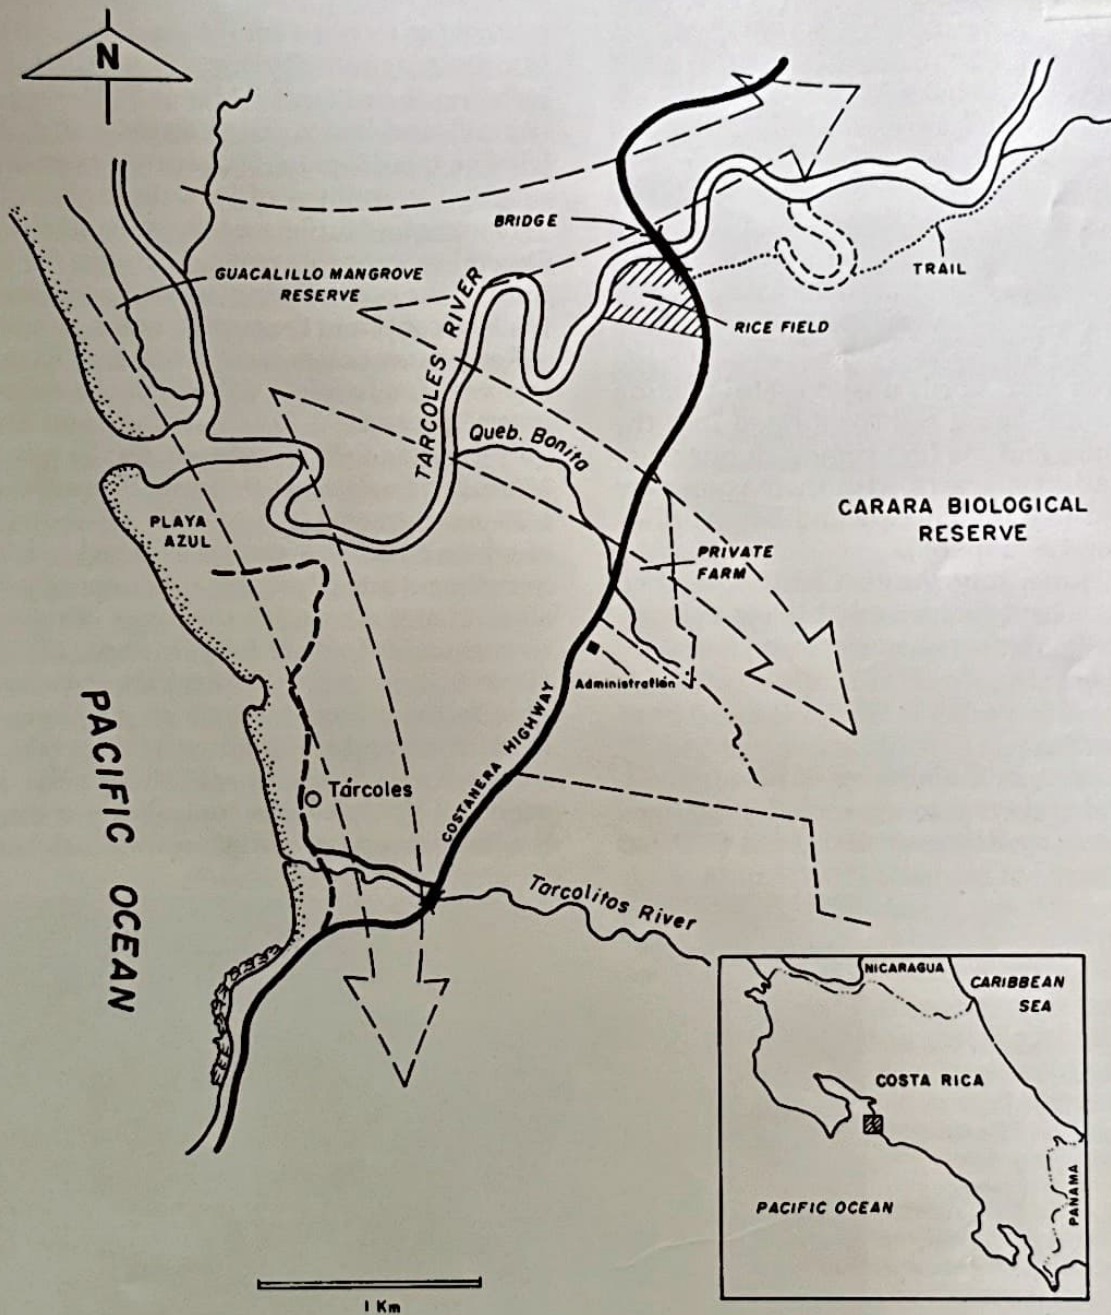 N
BRIDGE
GUACALILLO MANGROVE
RESERVE
TARCOLES RIVER
TRAIL
RICE FIELD
Queb. Bonita
CARARA BIOLOGICAL
RESERVE
PLAYA
AZUL
PRIVATE
FARM
Administración
PACIFIC OCEAN
COSTANERA HIGHWAY
Tárcoles
Tarcolitos River
NICARAGUA
CARIBBEAN
SEA
COSTA RICA
PANAMA
PACIFIC OCEAN
1 Km